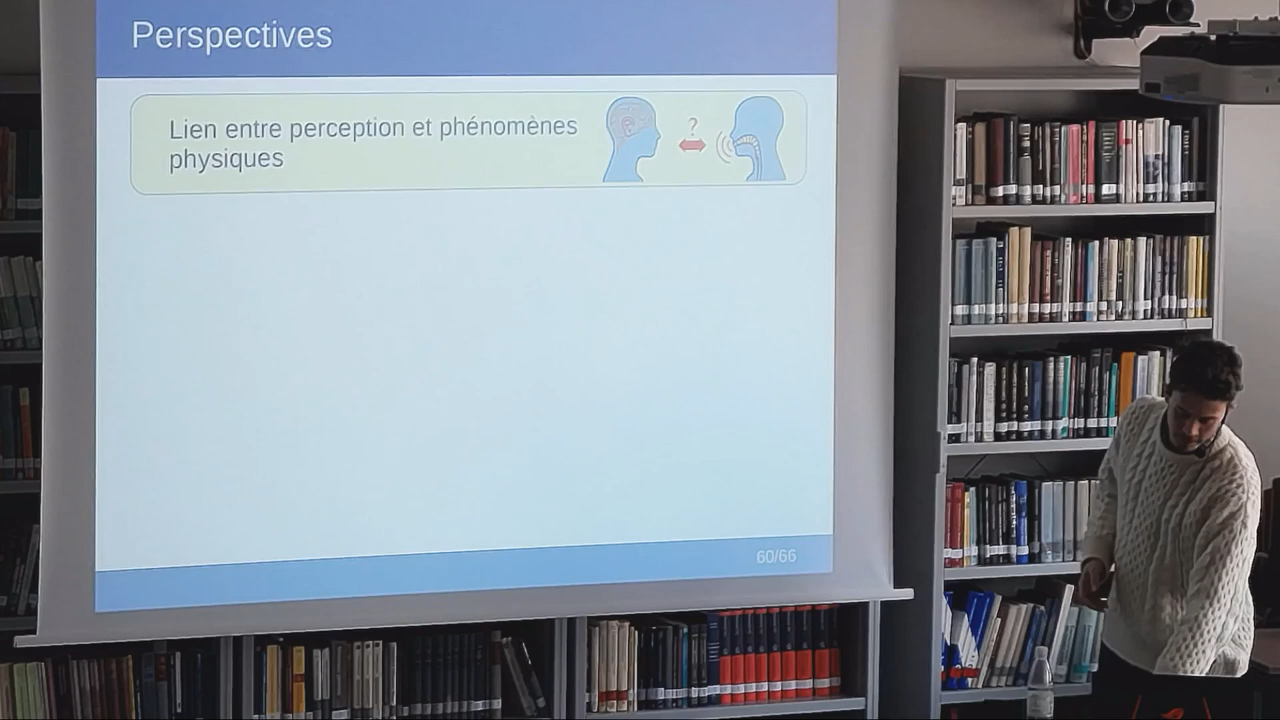 Perspectives
Lien entre perception et phénomènes
physiques
?
60/66